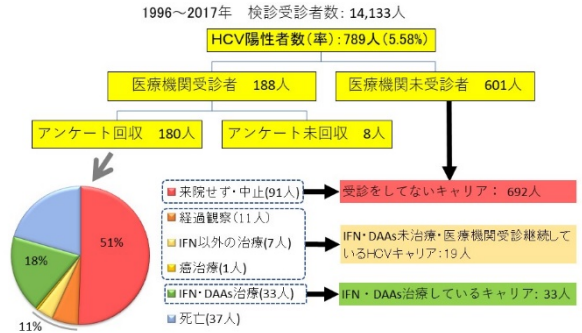 1996～2017年 検診受診者数: 14,133人
HCV陽性者数(率):789人(5.58%)
医療機関受診者 188人
医療機関未受診者 601人
アンケート回収 180人
アンケート未回収 8人
51%
18%
11%
来院せず・中止(91人)
経過観察(11人)
IFN以外の治療(7人)
癌治療(1人)
IFN・DAAs治療(33人)
死亡(37人)
受診をしてないキャリア: 692人
IFN・DAAs未治療・医療機関受診継続し
ているHCVキャリア:19人
IFN・DAAs治療しているキャリア: 33人